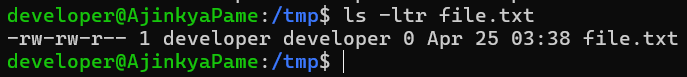 developer@AjinkyaPame:/tmp$ ls -ltr file.txt
-rw-rw-r-- 1 developer developer 0 Apr 25 03:38 file.txt
developer@AjinkyaPame:/tmp$